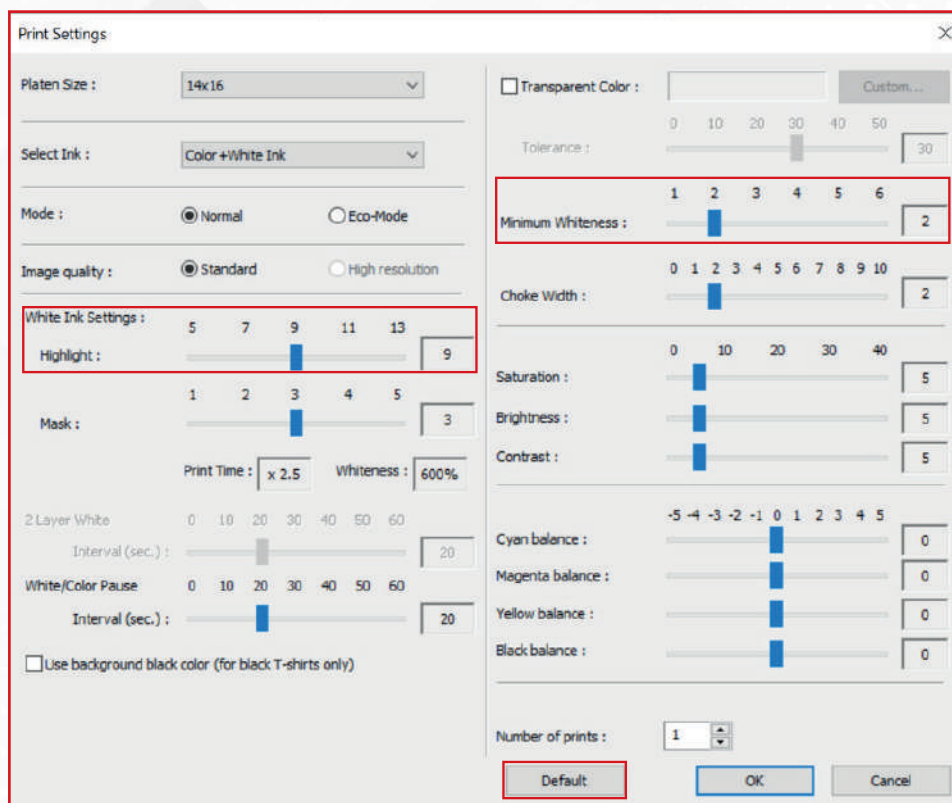 Print Settings
Platen Size : 14x16
Select Ink : Color +White Ink
Mode : Normal Eco-Mode
Image quality : Standard High resolution
White Ink Settings :
5 7 9 11 13
Highlight : 9
1 2 3 4 5
Mask : 3
Print Time : x 2.5 Whiteness : 600%
2 Layer White 0 10 20 30 40 50 60
Interval (sec.) : 20
White/Color Pause 0 10 20 30 40 50 60
Interval (sec.) : 20
Use background black color (for black T-shirts only)
Transparent Color : Custom...
0 10 20 30 40 50
Tolerance : 30
1 2 3 4 5 6
Minimum Whiteness : 2
0 1 2 3 4 5 6 7 8 9 10
Choke Width : 2
0 10 20 30 40
Saturation : 5
Brightness : 5
Contrast : 5
-5 -4 -3 -2 -1 0 1 2 3 4 5
Cyan balance : 0
Magenta balance : 0
Yellow balance : 0
Black balance : 0
Number of prints : 1
Default OK Cancel